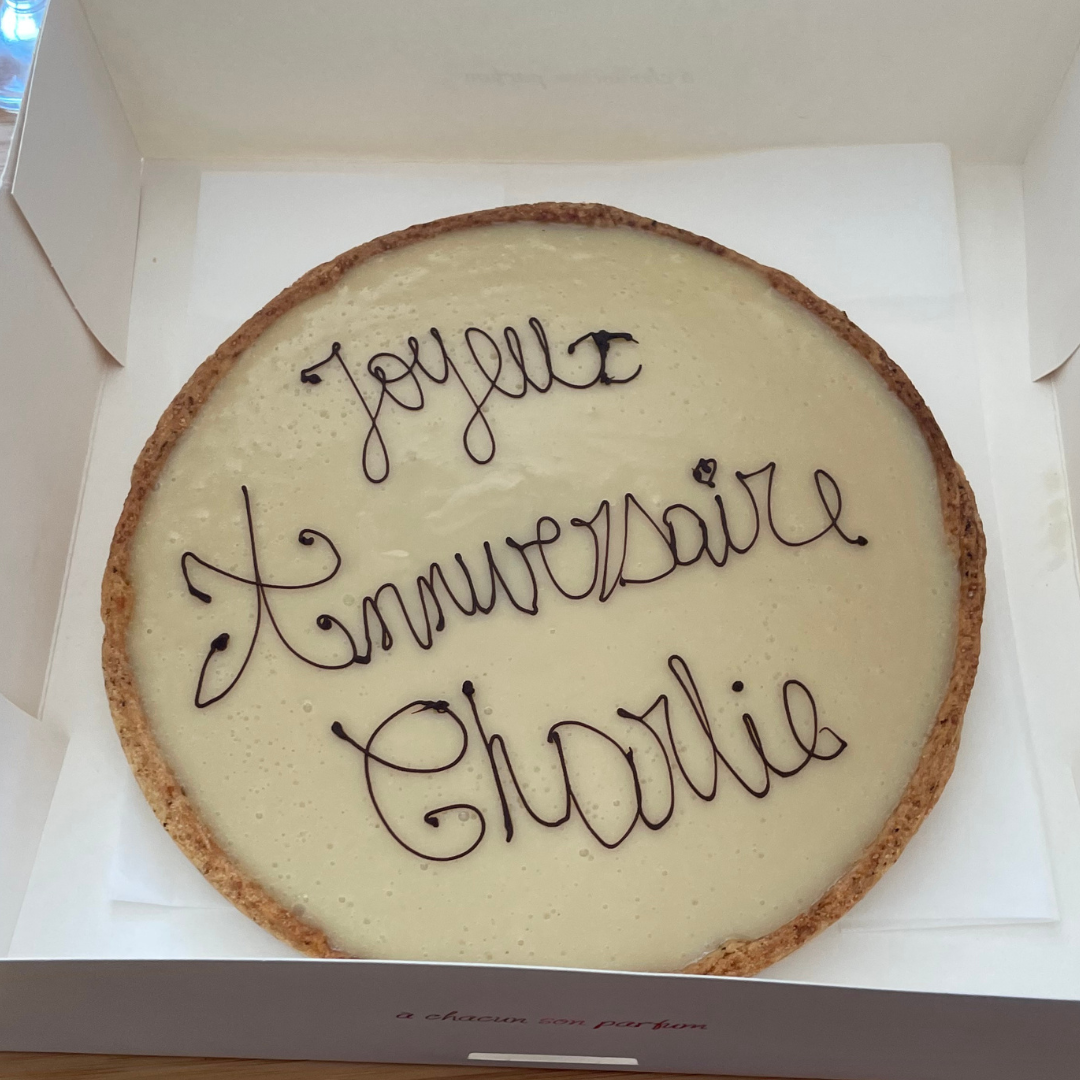 Joyeux
Anniversaire
Charlie
à chacun son parfum